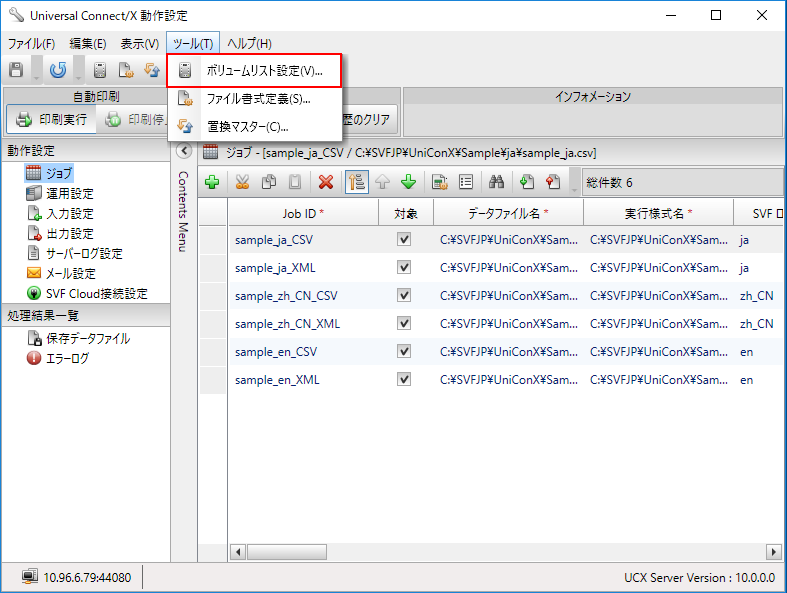 Universal Connect/X 動作設定
ファイル(F) 編集(E) 表示(V) ツール(T) ヘルプ(H)
ボリュームリスト設定(V)...
ファイル書式定義(S)...
置換マスター(C)...
自動印刷
インフォメーション
印刷実行 印刷停 歴のクリア
動作設定
ジョブ
運用設定
入力設定
出力設定
サーバーログ設定
メール設定
SVF Cloud接続設定
処理結果一覧
保存データファイル
エラーログ
Contents Menu
ジョブ - [sample_ja_CSV / C:¥SVFJP¥UniConX¥Sample¥ja¥sample_ja.csv]
総件数 6
Job ID * 対象 データファイル名 * 実行様式名 * SVF ロ
sample_ja_CSV C:¥SVFJP¥UniConX¥Sam... C:¥SVFJP¥UniConX¥Sam... ja
sample_ja_XML C:¥SVFJP¥UniConX¥Sam... C:¥SVFJP¥UniConX¥Sam... ja
sample_zh_CN_CSV C:¥SVFJP¥UniConX¥Sam... C:¥SVFJP¥UniConX¥Sam... zh_CN
sample_zh_CN_XML C:¥SVFJP¥UniConX¥Sam... C:¥SVFJP¥UniConX¥Sam... zh_CN
sample_en_CSV C:¥SVFJP¥UniConX¥Sam... C:¥SVFJP¥UniConX¥Sam... en
sample_en_XML C:¥SVFJP¥UniConX¥Sam... C:¥SVFJP¥UniConX¥Sam... en
10.96.6.79:44080
UCX Server Version : 10.0.0.0